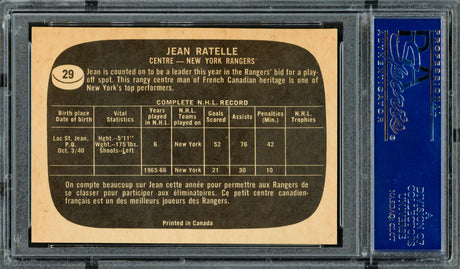 JEAN RATELLE
CENTRE — NEW YORK RANGERS
29
Jean is counted on to be a leader this year in the Rangers' bid for a play-
off spot. This rangy centre man of French Canadian heritage is one of
New York's top performers.
COMPLETE N.H.L. RECORD
Birth place Date of birth | Vital Statistics | Years played in N.H.L. | N.H.L. Teams played on | Goals Scored | Assists | Penalties (Min.) | N.H.L. Trophies
Lac St. Jean, P.Q. Oct. 3/40 | Hght.-5'11" Wght.-175 lbs. Shoots-Left | 6 | New York | 52 | 76 | 42
1965-66 | New York | 21 | 30 | 10
On compte beaucoup sur Jean cette année pour permettre aux Rangers de
se classer pour participer aux éliminatoires. Ce petit centre canadien-
français est un des meilleurs joueurs des Rangers.
Printed in Canada
PROFESSIONAL
PSA
AUTHENTICATOR
A
DIVISION OF